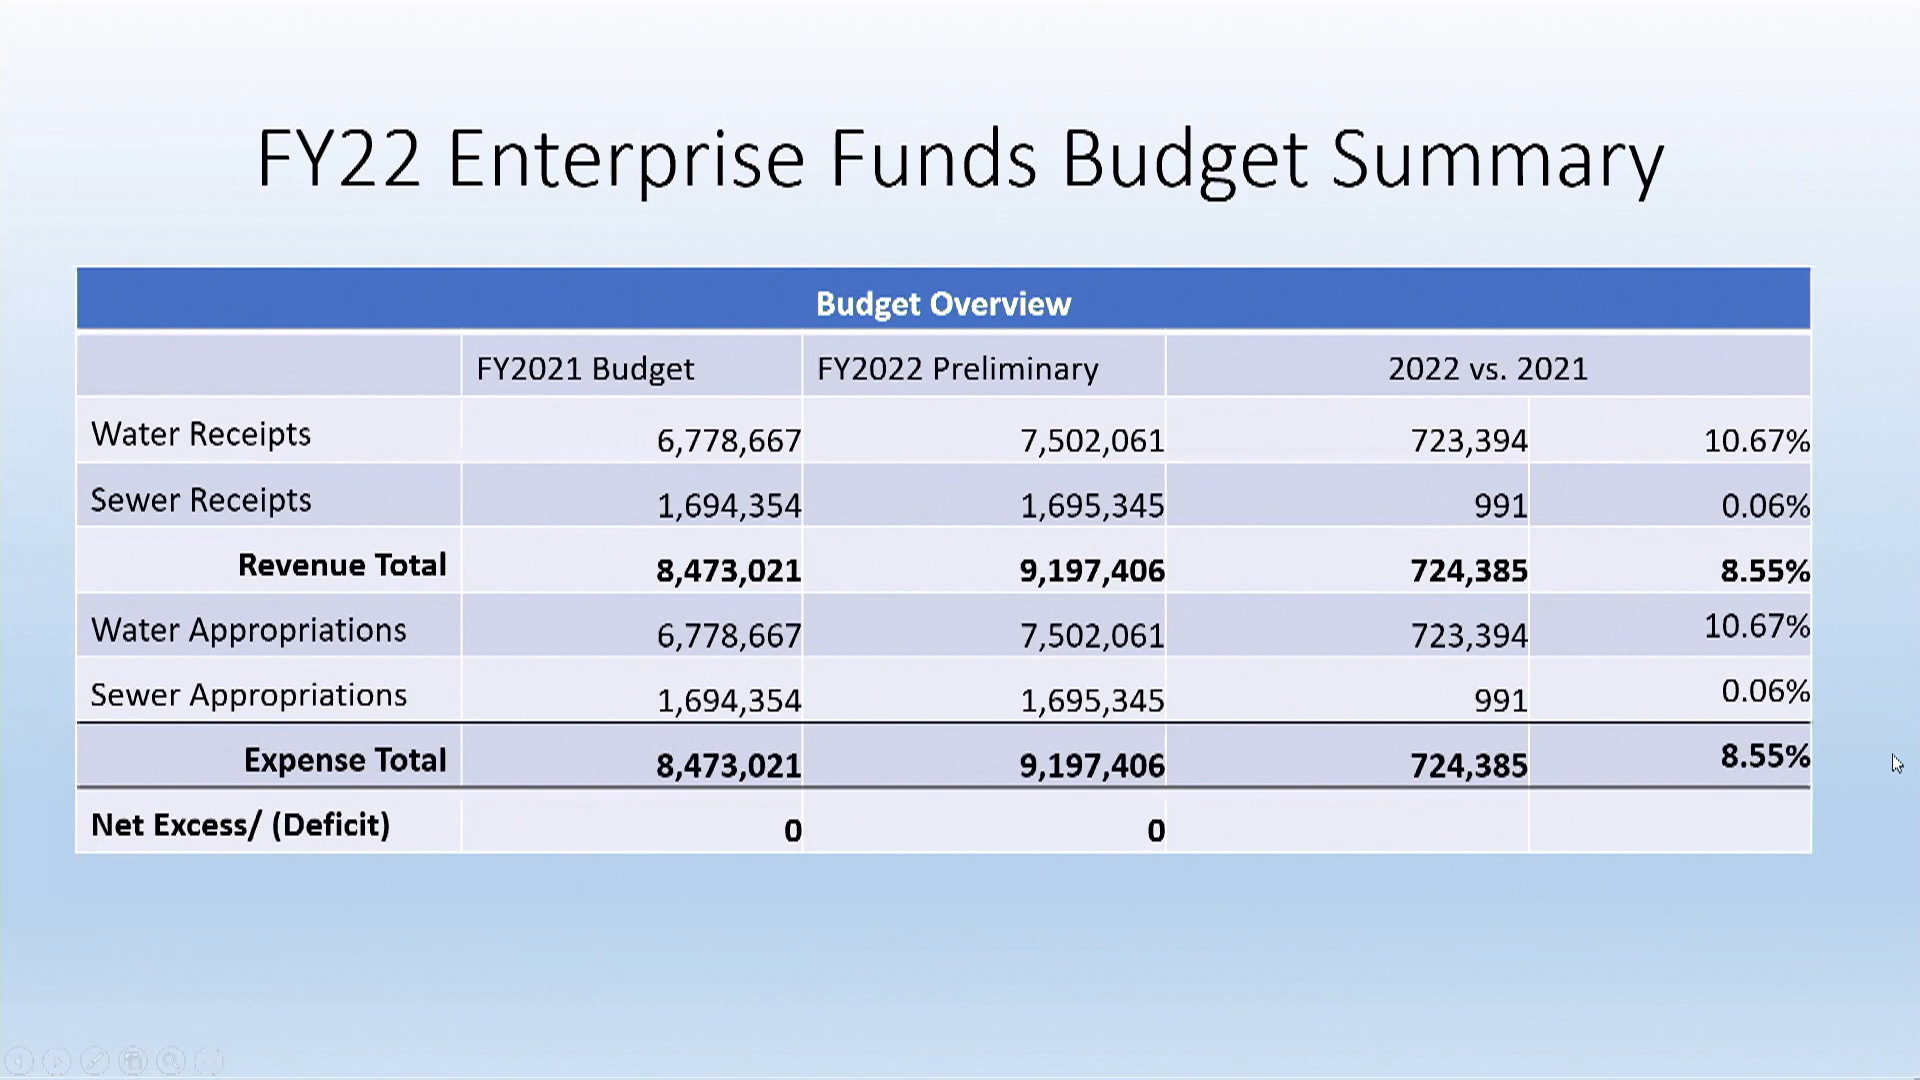 FY22 Enterprise Funds Budget Summary
Budget Overview
FY2021 Budget FY2022 Preliminary 2022 vs. 2021
Water Receipts 6,778,667 7,502,061 723,394 10.67%
Sewer Receipts 1,694,354 1,695,345 991 0.06%
Revenue Total 8,473,021 9,197,406 724,385 8.55%
Water Appropriations 6,778,667 7,502,061 723,394 10.67%
Sewer Appropriations 1,694,354 1,695,345 991 0.06%
Expense Total 8,473,021 9,197,406 724,385 8.55%
Net Excess/ (Deficit) 0 0